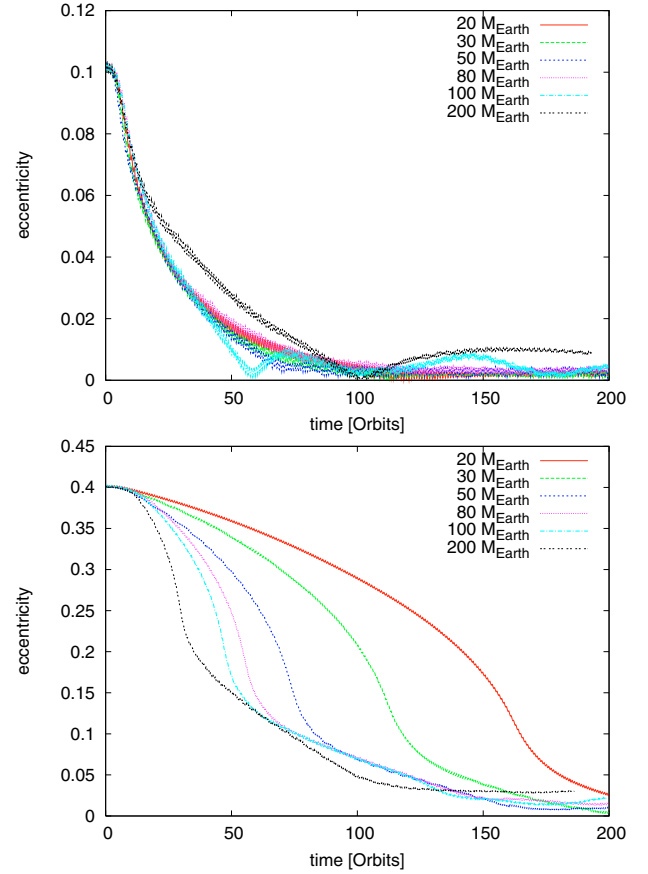 0.12
0.1
0.08
0.06
0.04
0.02
0
eccentricity
20 M_Earth
30 M_Earth
50 M_Earth
80 M_Earth
100 M_Earth
200 M_Earth
0 50 100 150 200
time [Orbits]
0.45
0.4
0.35
0.3
0.25
0.2
0.15
0.1
0.05
0
eccentricity
20 M_Earth
30 M_Earth
50 M_Earth
80 M_Earth
100 M_Earth
200 M_Earth
0 50 100 150 200
time [Orbits]